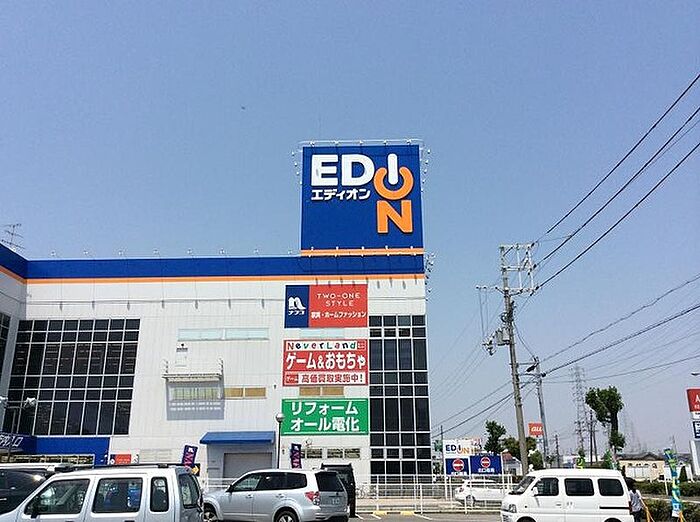 EDION
エディオン
TWO-ONE
STYLE
家具・ホームファッション
NEVERLAND
ゲーム&おもちゃ
高価買取実施中!
リフォーム
オール電化
au
EDION